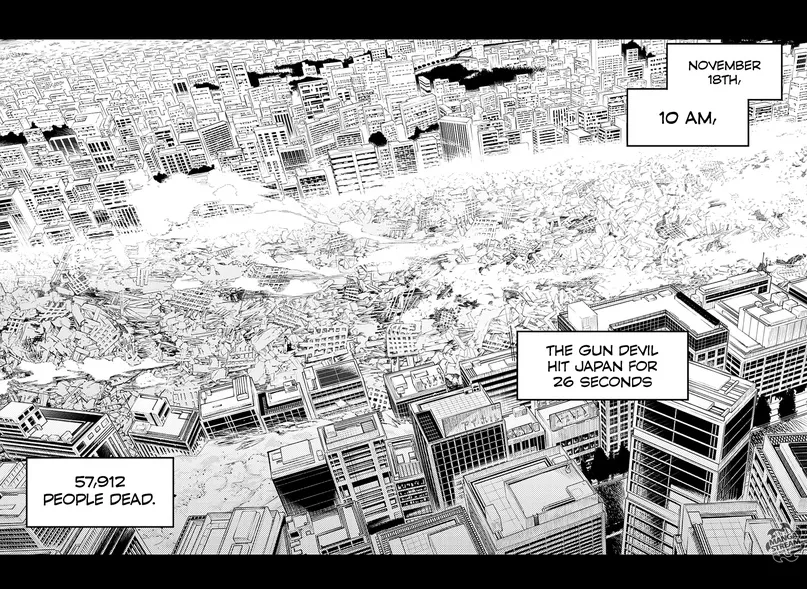 NOVEMBER
18TH,
10 AM,
THE GUN DEVIL
HIT JAPAN FOR
26 SECONDS
57,912
PEOPLE DEAD.